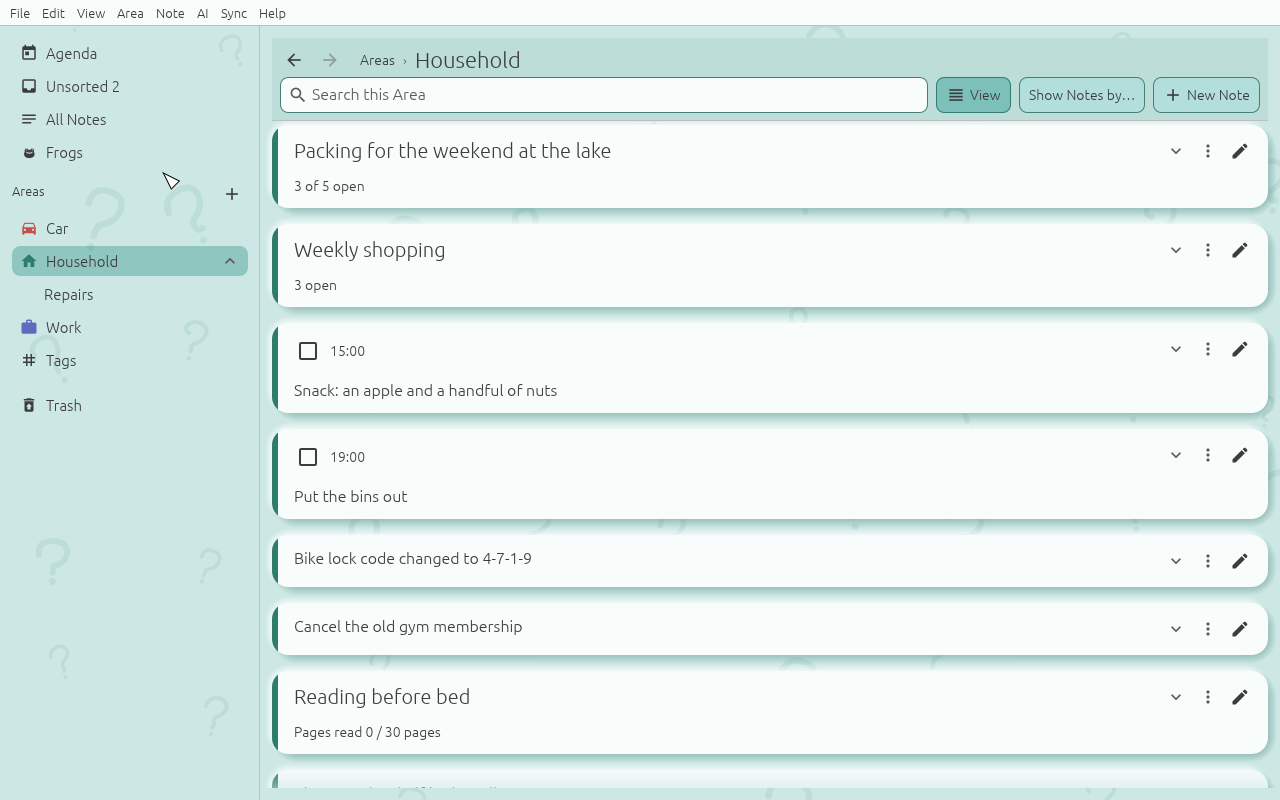 File Edit View Area Note AI Sync Help
Agenda
Unsorted 2
All Notes
Frogs
Areas
Car
Household
Repairs
Work
Tags
Trash
Areas › Household
Search this Area
View
Show Notes by…
New Note
Packing for the weekend at the lake
3 of 5 open
Weekly shopping
3 open
15:00
Snack: an apple and a handful of nuts
19:00
Put the bins out
Bike lock code changed to 4-7-1-9
Cancel the old gym membership
Reading before bed
Pages read 0 / 30 pages